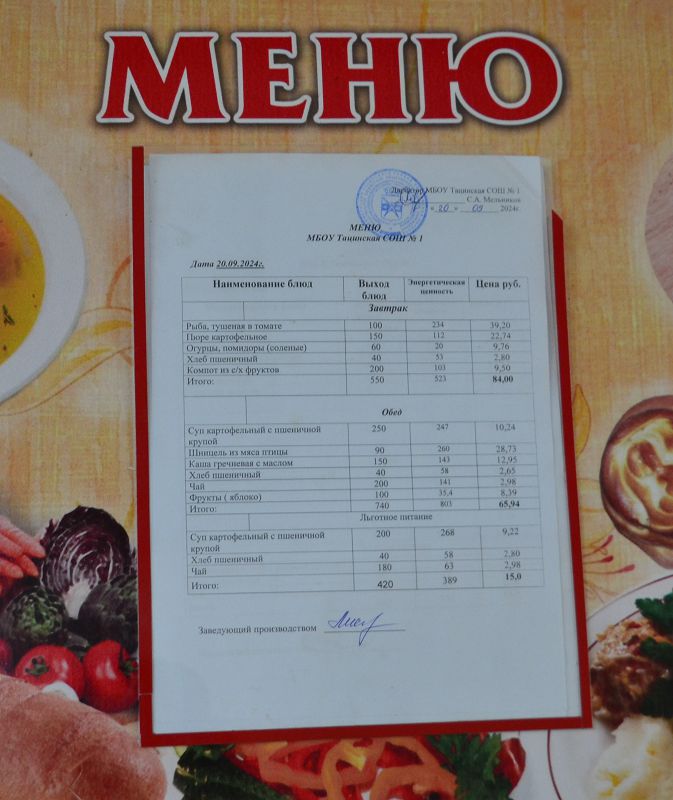 МЕНЮ
Директор МБОУ Тацинская СОШ № 1
С.А. Мельников
« 20 » 09 2024г.
МЕНЮ
МБОУ Тацинская СОШ № 1
Дата 20.09.2024г.
Наименование блюд Выход блюд Энергетическая ценность Цена руб.
Завтрак
Рыба, тушеная в томате 100 234 39,20
Пюре картофельное 150 112 22,74
Огурцы, помидоры (соленые) 60 20 9,76
Хлеб пшеничный 40 53 2,80
Компот из с/х фруктов 200 103 9,50
Итого: 550 523 84,00
Обед
Суп картофельный с пшеничной крупой 250 247 10,24
Шницель из мяса птицы 90 260 28,73
Каша гречневая с маслом 150 143 12,95
Хлеб пшеничный 40 58 2,65
Чай 200 141 2,98
Фрукты ( яблоко) 100 35,4 8,39
Итого: 740 803 65,94
Льготное питание
Суп картофельный с пшеничной крупой 200 268 9,22
Хлеб пшеничный 40 58 2,80
Чай 180 63 2,98
Итого: 420 389 15,0
Заведующий производством